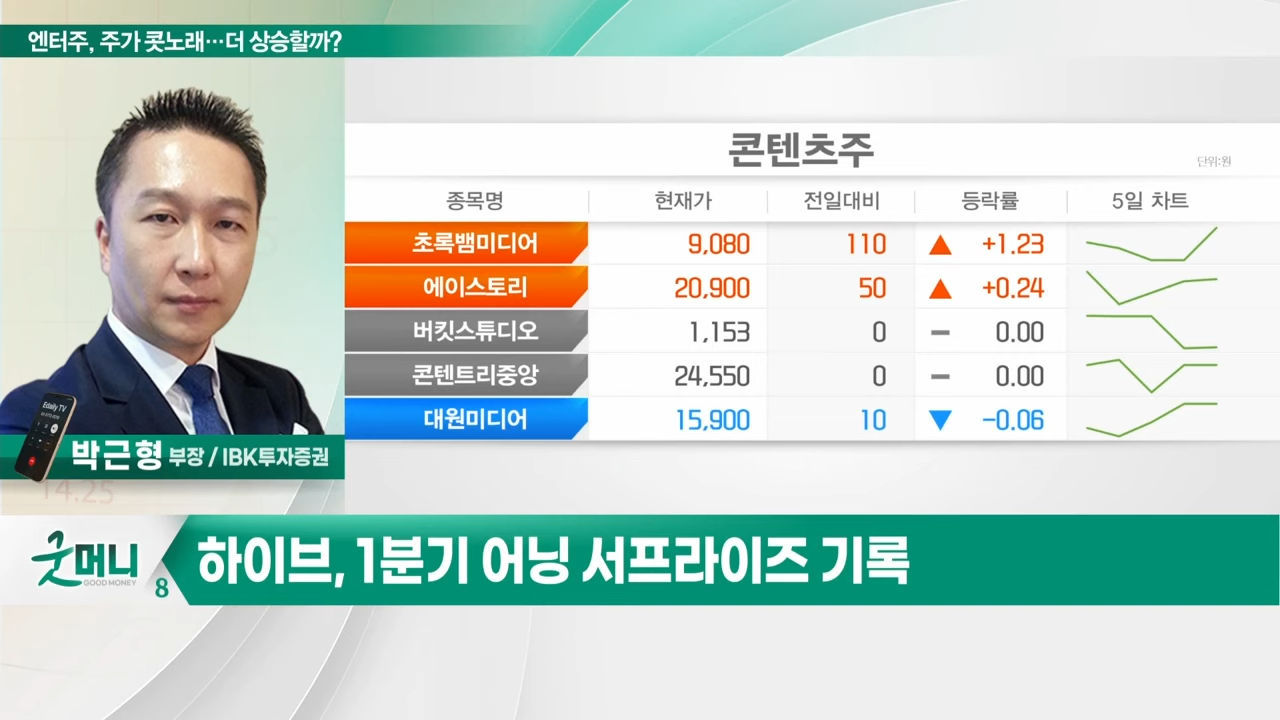 엔터주, 주가 콧노래…더 상승할까?
콘텐츠주
단위:원
종목명 현재가 전일대비 등락률 5일 차트
초록뱀미디어 9,080 110 ▲ +1.23
에이스토리 20,900 50 ▲ +0.24
버킷스튜디오 1,153 0 − 0.00
콘텐트리중앙 24,550 0 − 0.00
대원미디어 15,900 10 ▼ −0.06
Edaily TV
박근형 부장 / IBK투자증권
14.25
굿머니
GOOD MONEY
8
하이브, 1분기 어닝 서프라이즈 기록